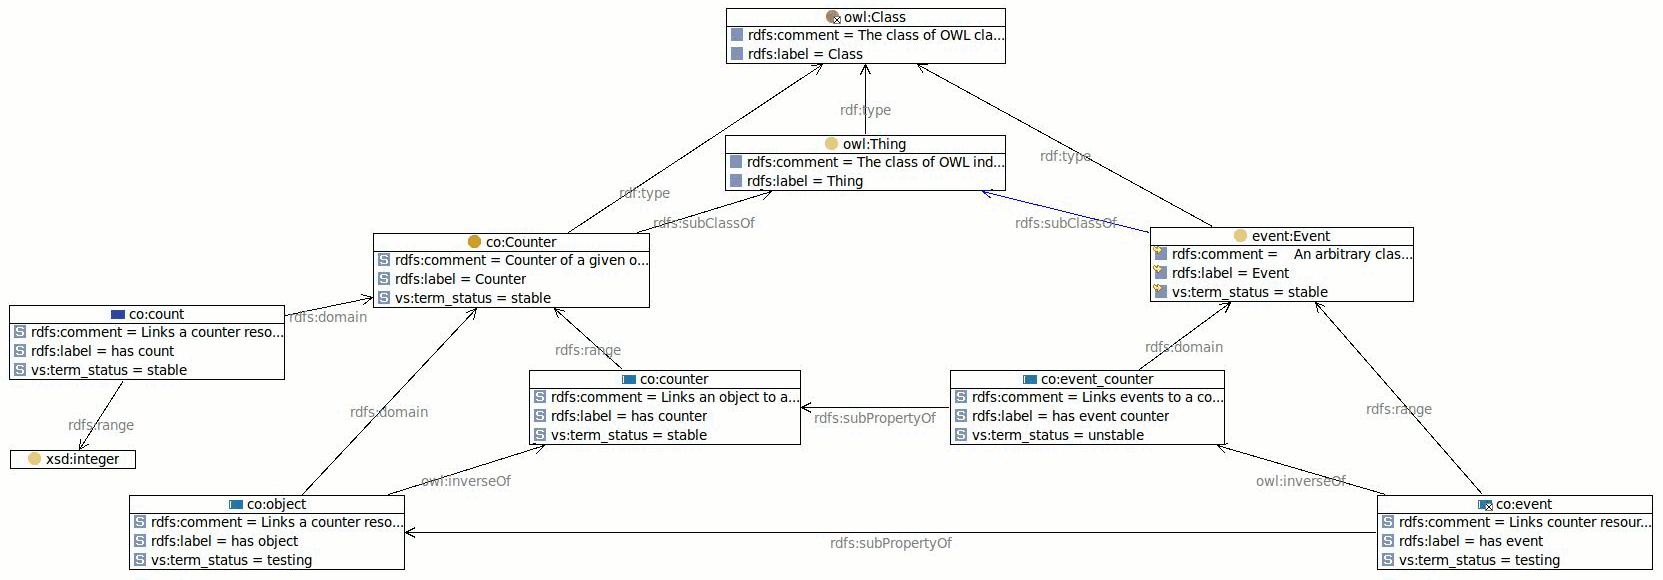 owl:Class
rdfs:comment = The class of OWL cla...
rdfs:label = Class
rdf:type
owl:Thing
rdfs:comment = The class of OWL ind...
rdfs:label = Thing
rdf:type
rdf:type
rdfs:subClassOf
rdfs:subClassOf
co:Counter
rdfs:comment = Counter of a given o...
rdfs:label = Counter
vs:term_status = stable
event:Event
rdfs:comment =    An arbitrary clas...
rdfs:label = Event
vs:term_status = stable
co:count
rdfs:comment = Links a counter reso...
rdfs:label = has count
vs:term_status = stable
rdfs:domain
rdfs:range
rdfs:domain
co:counter
rdfs:comment = Links an object to a...
rdfs:label = has counter
vs:term_status = stable
co:event_counter
rdfs:comment = Links events to a co...
rdfs:label = has event counter
vs:term_status = unstable
rdfs:subPropertyOf
rdfs:domain
rdfs:range
rdfs:range
xsd:integer
owl:inverseOf
owl:inverseOf
co:object
rdfs:comment = Links a counter reso...
rdfs:label = has object
vs:term_status = testing
rdfs:subPropertyOf
co:event
rdfs:comment = Links counter resour...
rdfs:label = has event
vs:term_status = testing